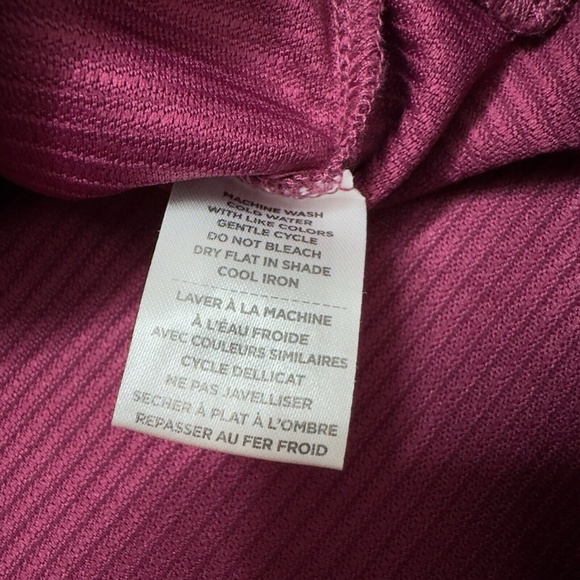 MACHINE WASH
COLD WATER
WITH LIKE COLORS
GENTLE CYCLE
DO NOT BLEACH
DRY FLAT IN SHADE
COOL IRON
LAVER À LA MACHINE
À L'ÉAU FROIDE
AVEC COULEURS SIMILAIRES
CYCLE DELLICAT
NE PAS JAVELLISER
SECHER À PLAT À L'OMBRE
REPASSER AU FER FROID